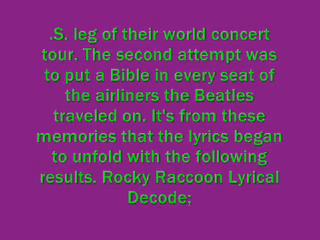 .S. leg of their world concert
tour. The second attempt was
to put a Bible in every seat of
the airliners the Beatles
traveled on. It's from these
memories that the lyrics began
to unfold with the following
results. Rocky Raccoon Lyrical
Decode;